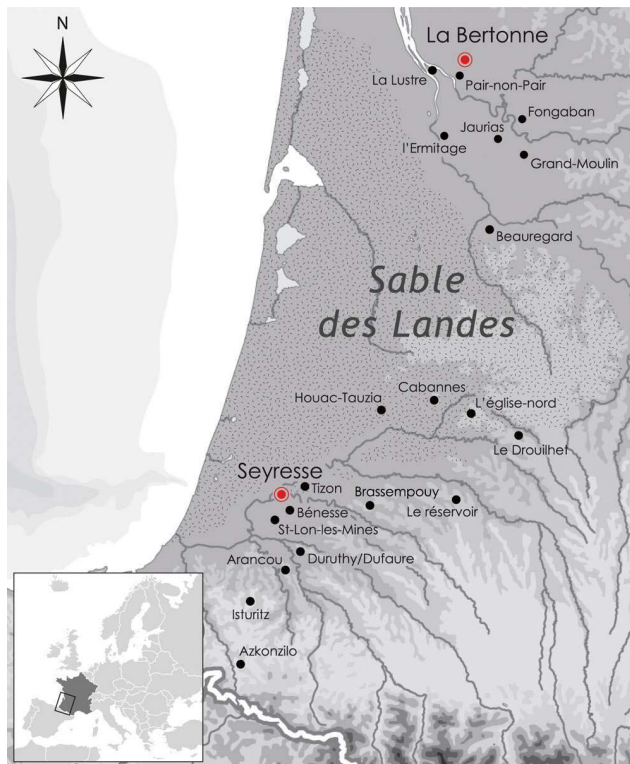 N
La Bertonne
La Lustre
Pair-non-Pair
Fongaban
Jaurias
l'Ermitage
Grand-Moulin
Beauregard
Sable
des Landes
Cabannes
Houac-Tauzia
L'église-nord
Le Drouilhet
Seyresse
Tizon
Brassempouy
Le réservoir
Bénesse
St-Lon-les-Mines
Duruthy/Dufaure
Arancou
Isturitz
Azkonzilo